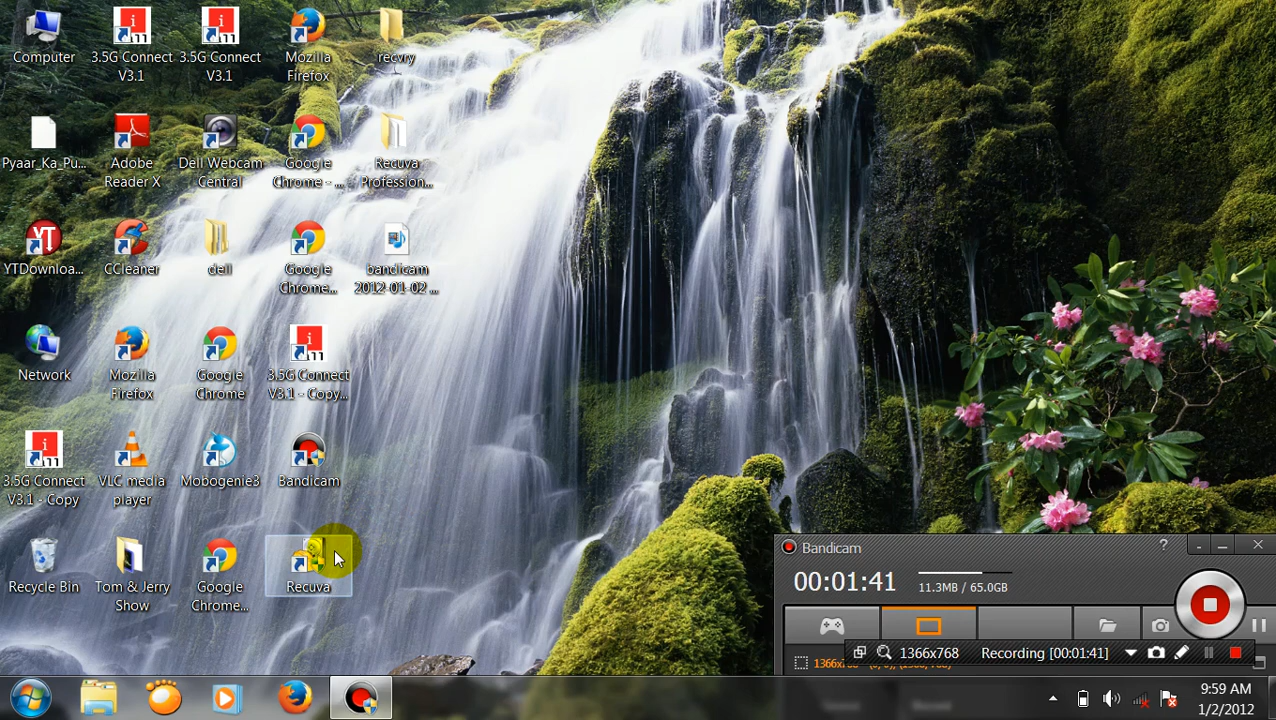 Computer
3.5G Connect
V3.1
3.5G Connect
V3.1
Mozilla
Firefox
recvry
Pyaar_Ka_Pu...
Adobe
Reader X
Dell Webcam
Central
Google
Chrome - ...
Recuva
Profession...
YTDownloa...
CCleaner
dell
Google
Chrome...
bandicam
2012-01-02 ...
Network
Mozilla
Firefox
Google
Chrome
3.5G Connect
V3.1 - Copy...
3.5G Connect
V3.1 - Copy
VLC media
player
Mobogenie3
Bandicam
Recycle Bin
Tom & Jerry
Show
Google
Chrome...
Recuva
Bandicam
00:01:41
11.3MB / 65.0GB
1366x768
Recording [00:01:41]
9:59 AM
1/2/2012